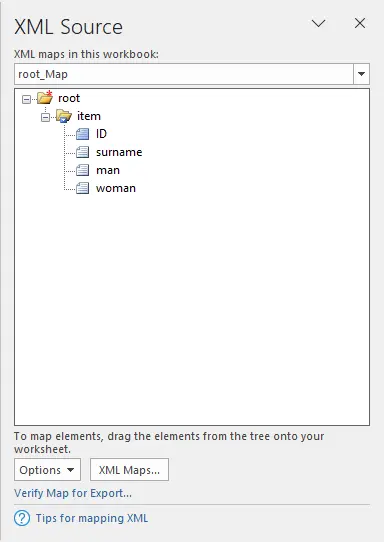 XML Source
XML maps in this workbook:
root_Map
root
item
ID
surname
man
woman
To map elements, drag the elements from the tree onto your
worksheet.
Options XML Maps...
Verify Map for Export...
Tips for mapping XML